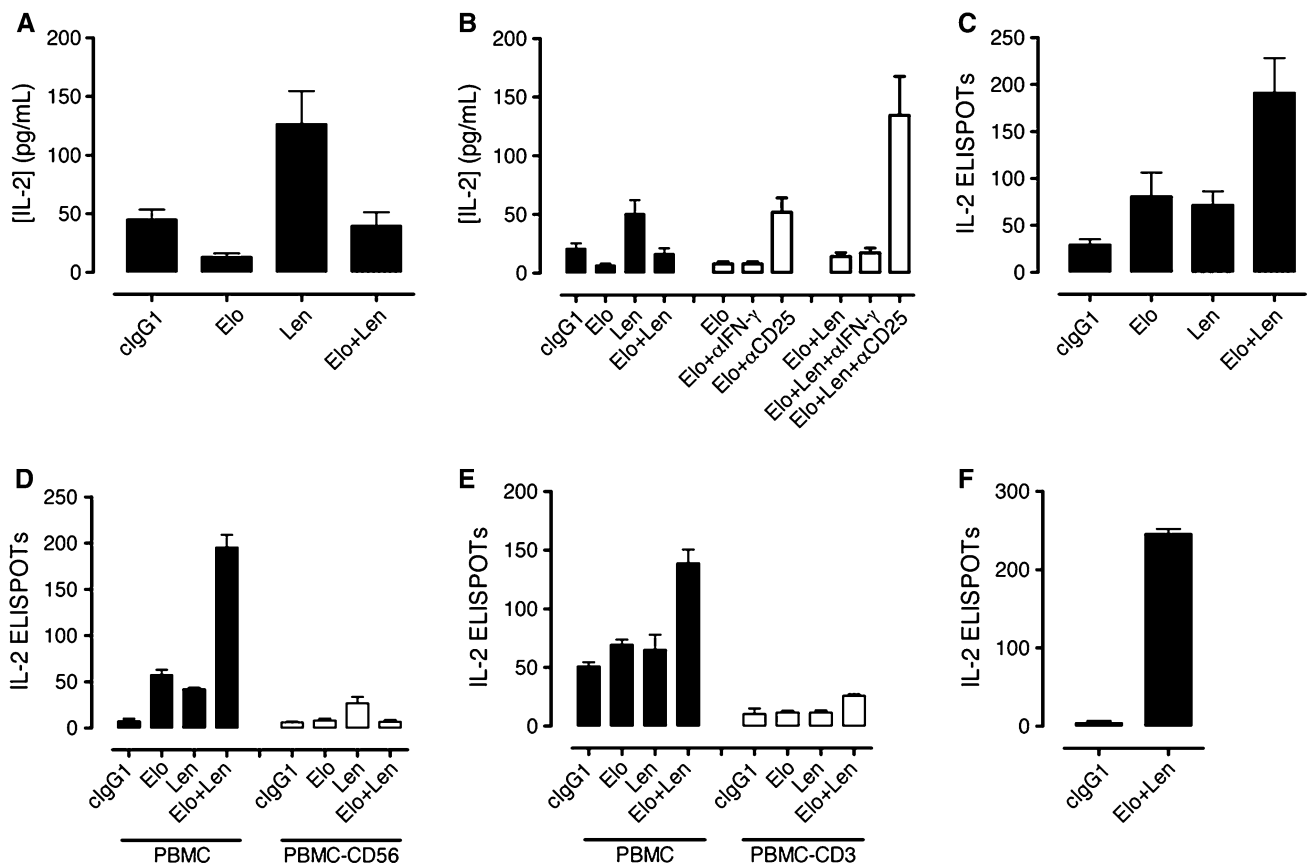 A
[IL-2] (pg/mL)
200
150
100
50
0
cIgG1
Elo
Len
Elo+Len
B
[IL-2] (pg/mL)
200
150
100
50
0
cIgG1
Elo
Len
Elo+Len
Elo
Elo+αIFN-γ
Elo+αCD25
Elo+Len
Elo+Len+αIFN-γ
Elo+Len+αCD25
C
IL-2 ELISPOTs
250
200
150
100
50
0
cIgG1
Elo
Len
Elo+Len
D
IL-2 ELISPOTs
250
200
150
100
50
0
cIgG1
Elo
Len
Elo+Len
cIgG1
Elo
Len
Elo+Len
PBMC
PBMC-CD56
E
IL-2 ELISPOTs
200
150
100
50
0
cIgG1
Elo
Len
Elo+Len
cIgG1
Elo
Len
Elo+Len
PBMC
PBMC-CD3
F
IL-2 ELISPOTs
300
200
100
0
cIgG1
Elo+Len